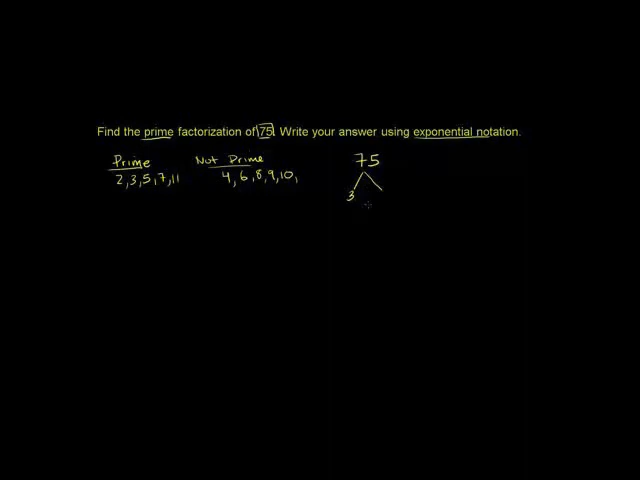 Find the prime factorization of 75. Write your answer using exponential notation.
Prime Not Prime 75
2, 3, 5, 7, 11 4, 6, 8, 9, 10,
3